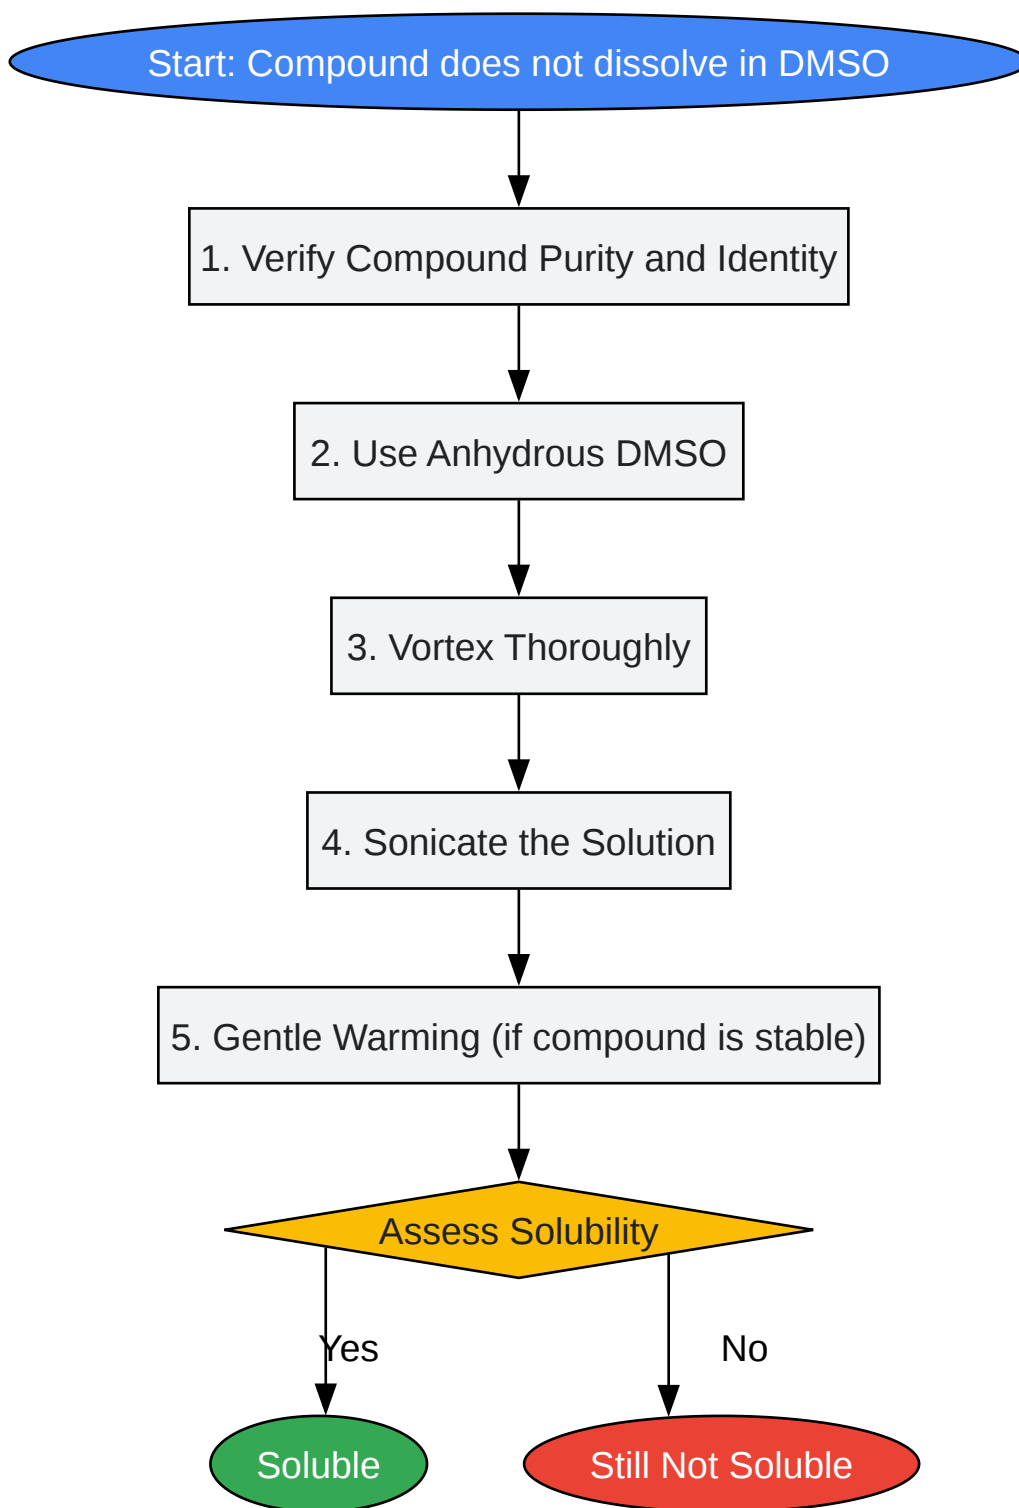 Start: Compound does not dissolve in DMSO
1. Verify Compound Purity and Identity
2. Use Anhydrous DMSO
3. Vortex Thoroughly
4. Sonicate the Solution
5. Gentle Warming (if compound is stable)
Assess Solubility
Yes
No
Soluble
Still Not Soluble